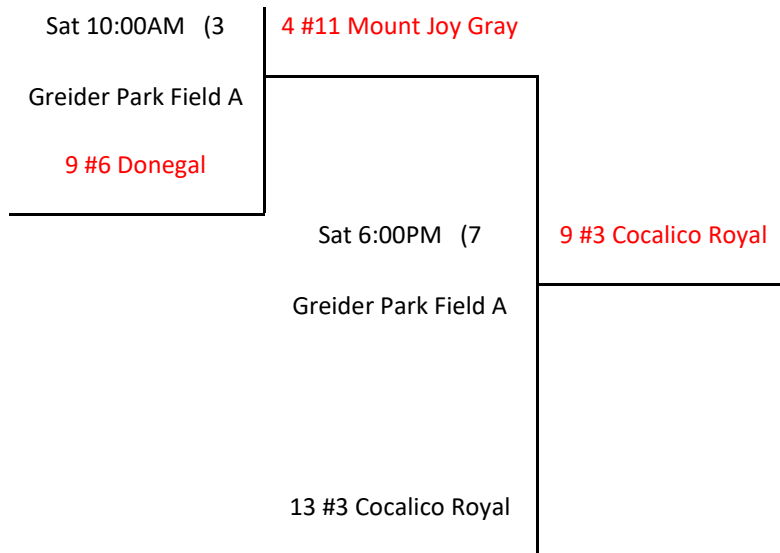 Sat 10:00AM (3
4 #11 Mount Joy Gray
Greider Park Field A
9 #6 Donegal
Sat 6:00PM (7
9 #3 Cocalico Royal
Greider Park Field A
13 #3 Cocalico Royal